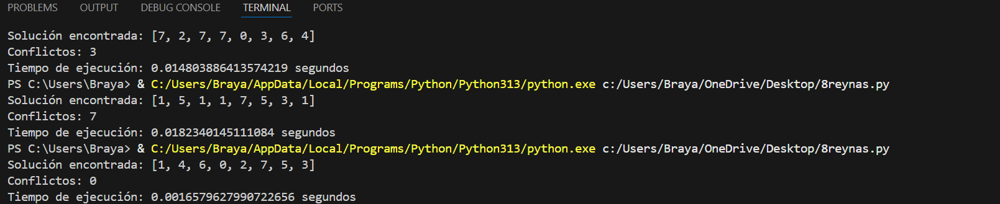 PROBLEMS OUTPUT DEBUG CONSOLE TERMINAL PORTS
Solución encontrada: [7, 2, 7, 7, 0, 3, 6, 4]
Conflictos: 3
Tiempo de ejecución: 0.014803886413574219 segundos
PS C:\Users\Braya> & C:/Users/Braya/AppData/Local/Programs/Python/Python313/python.exe c:/Users/Braya/OneDrive/Desktop/8reynas.py
Solución encontrada: [1, 5, 1, 1, 7, 5, 3, 1]
Conflictos: 7
Tiempo de ejecución: 0.0182340145111084 segundos
PS C:\Users\Braya> & C:/Users/Braya/AppData/Local/Programs/Python/Python313/python.exe c:/Users/Braya/OneDrive/Desktop/8reynas.py
Solución encontrada: [1, 4, 6, 0, 2, 7, 5, 3]
Conflictos: 0
Tiempo de ejecución: 0.0016579627990722656 segundos